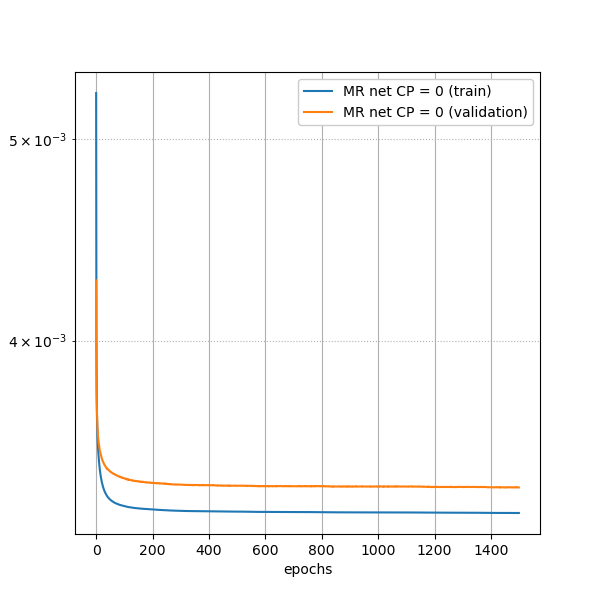 MR net CP = 0 (train)
MR net CP = 0 (validation)
5 × 10⁻³
4 × 10⁻³
0 200 400 600 800 1000 1200 1400
epochs